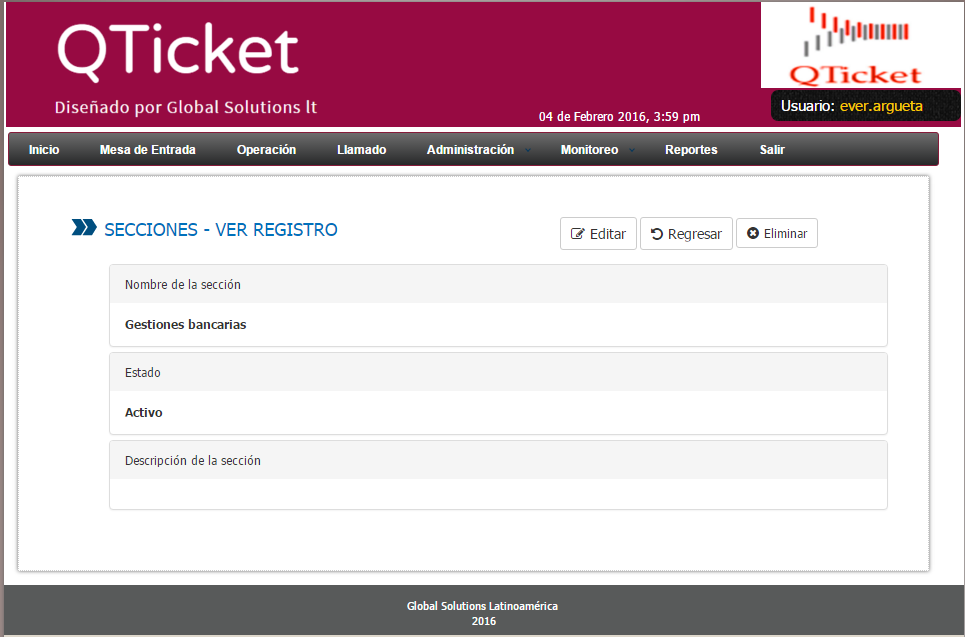 QTicket
Diseñado por Global Solutions lt
QTicket
04 de Febrero 2016, 3:59 pm
Usuario: ever.argueta
Inicio Mesa de Entrada Operación Llamado Administración Monitoreo Reportes Salir
SECCIONES - VER REGISTRO
Editar Regresar Eliminar
Nombre de la sección
Gestiones bancarias
Estado
Activo
Descripción de la sección
Global Solutions Latinoamérica
2016